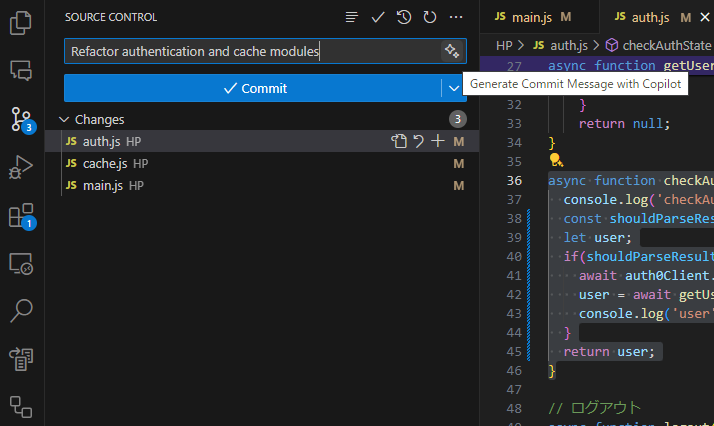 SOURCE CONTROL
Refactor authentication and cache modules
Commit
Generate Commit Message with Copilot
Changes 3
JS auth.js HP M
JS cache.js HP M
JS main.js HP M
3
1
JS main.js
JS auth.js
HP > JS auth.js > checkAuthState
27 async function getUser
32 }
33 return null;
34 }
35
36 async function checkAu
37 console.log('checkAu
38 const shouldParseRes
39 let user;
40 if(shouldParseResult
41 await auth0Client.
42 user = await getUs
43 console.log('user'
44 }
45 return user;
46 }
47
48 // ログアウト